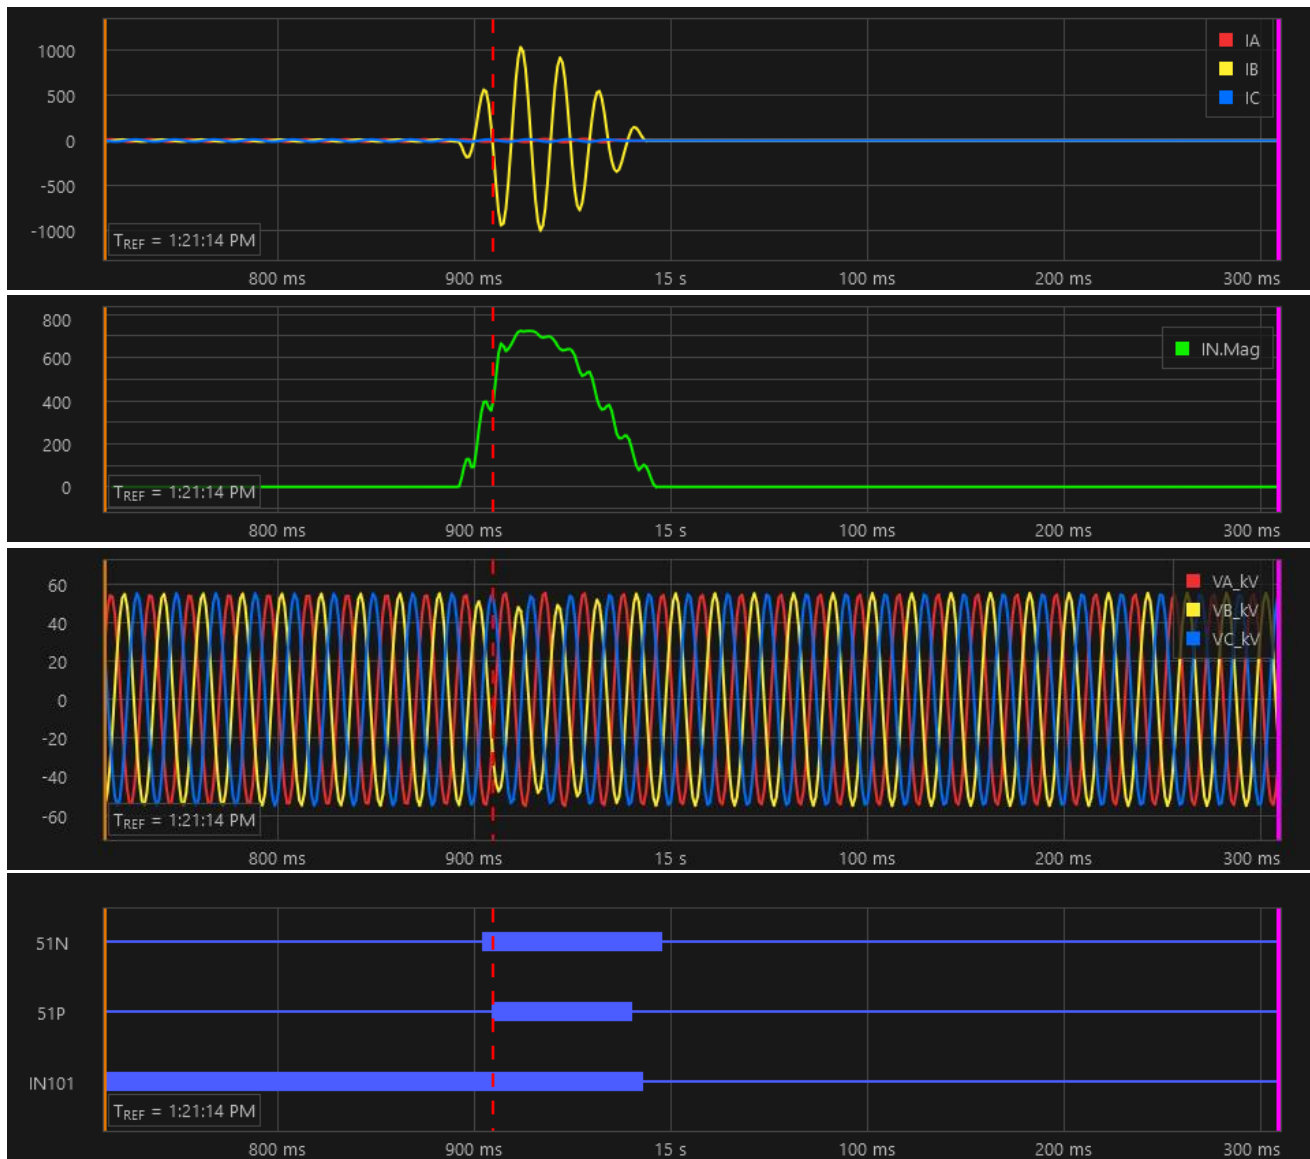 1000
500
0
-500
-1000
IA
IB
IC
TREF = 1:21:14 PM
800 ms 900 ms 15 s 100 ms 200 ms 300 ms
800
600
400
200
0
IN.Mag
TREF = 1:21:14 PM
800 ms 900 ms 15 s 100 ms 200 ms 300 ms
60
40
20
0
-20
-40
-60
VA_kV
VB_kV
VC_kV
TREF = 1:21:14 PM
800 ms 900 ms 15 s 100 ms 200 ms 300 ms
51N
51P
IN101
TREF = 1:21:14 PM
800 ms 900 ms 15 s 100 ms 200 ms 300 ms